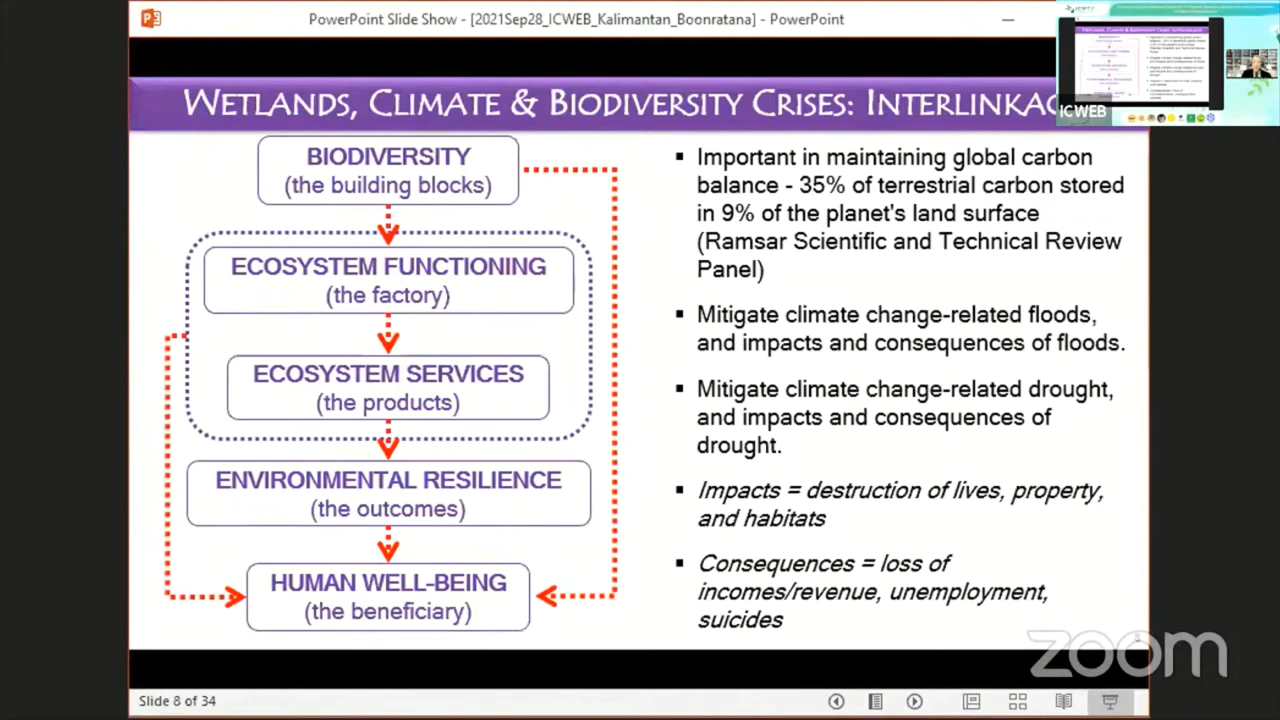 PowerPoint Slide Show - [2021Sep28_ICWEB_Kalimantan_Boonratana] - PowerPoint
WETLANDS, CLIMATE & BIODIVERSITY CRISES: INTERLINKAG
ICWEB
BIODIVERSITY
(the building blocks)
ECOSYSTEM FUNCTIONING
(the factory)
ECOSYSTEM SERVICES
(the products)
ENVIRONMENTAL RESILIENCE
(the outcomes)
HUMAN WELL-BEING
(the beneficiary)
▪ Important in maintaining global carbon
balance - 35% of terrestrial carbon stored
in 9% of the planet's land surface
(Ramsar Scientific and Technical Review
Panel)
▪ Mitigate climate change-related floods,
and impacts and consequences of floods.
▪ Mitigate climate change-related drought,
and impacts and consequences of
drought.
▪ Impacts = destruction of lives, property,
and habitats
▪ Consequences = loss of
incomes/revenue, unemployment,
suicides
zoom
Slide 8 of 34